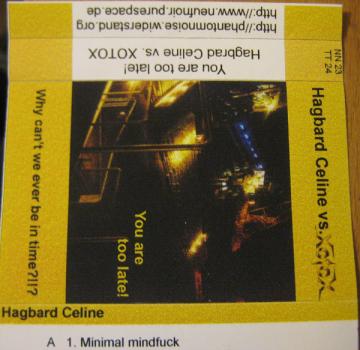 http://www.neufnoir.purespace.de
http://phantomnoise.widerstand.org
Hagbrad Celine vs. XOTOX
You are too late!
NN 23
TT 24
Hagbard Celine vs. XOTOX
You are
too late!
Why can't we ever be in time?!!?
Hagbard Celine
A 1. Minimal mindfuck